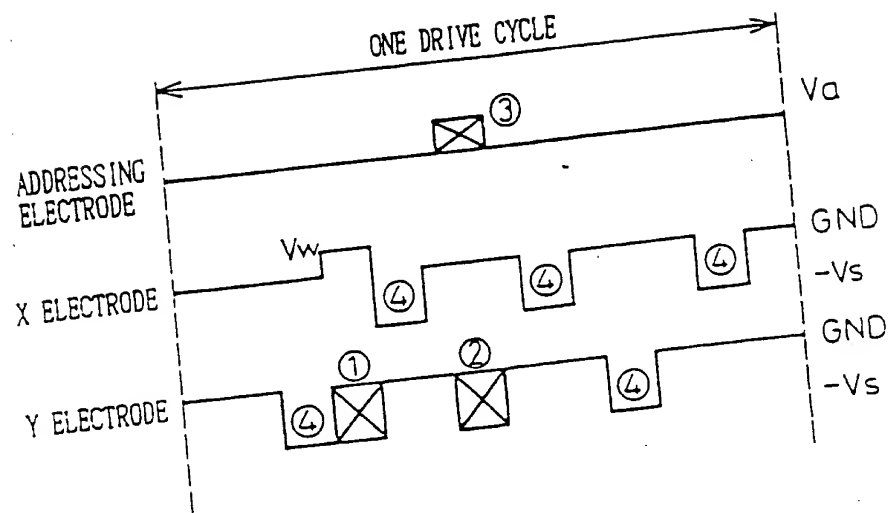 ONE DRIVE CYCLE
③
Va
ADDRESSING
ELECTRODE
Vw
GND
④
④
④
-Vs
X ELECTRODE
①
②
GND
④
④
-Vs
Y ELECTRODE